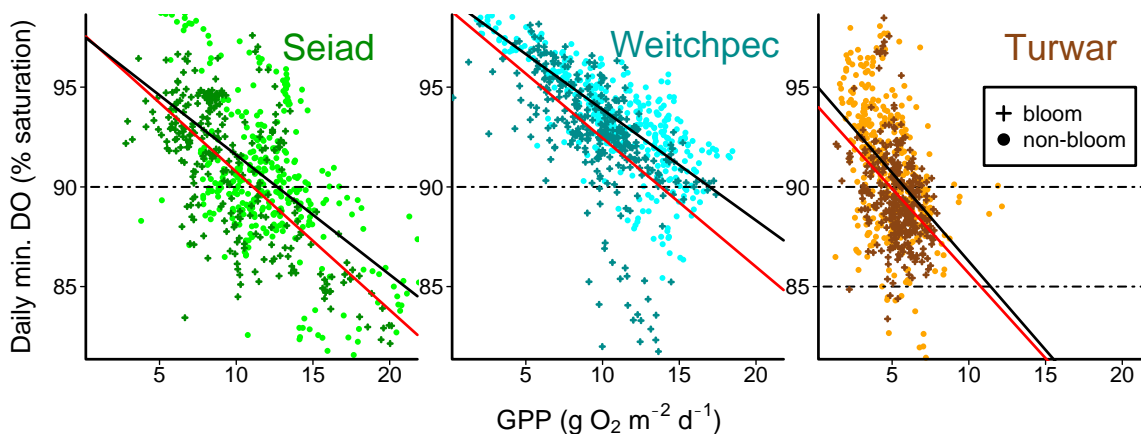 Seiad
Weitchpec
Turwar
bloom
non-bloom
Daily min. DO (% saturation)
95
90
85
95
90
85
95
90
85
5 10 15 20
5 10 15 20
5 10 15 20
GPP (g O₂ m⁻² d⁻¹)